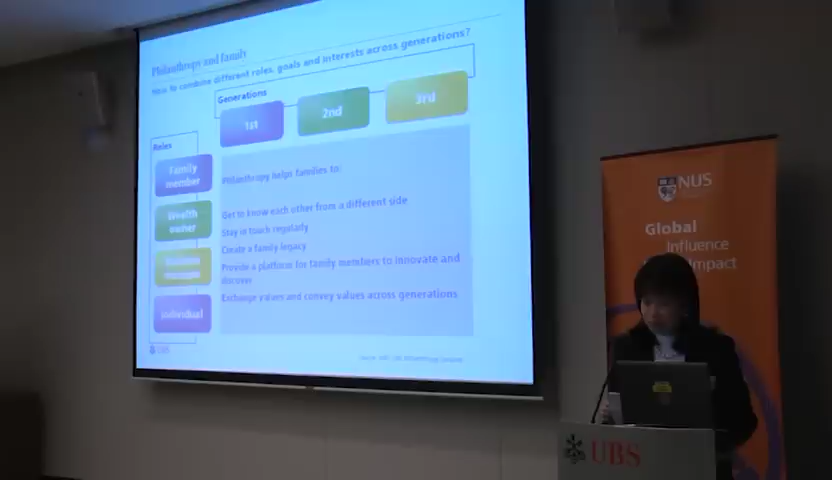 Philanthropy and family
How to combine different roles, goals and interests across generations?
Generations
1st
2nd
3rd
Roles
Family
member
Wealth
owner
Individual
Philanthropy helps families to:
Get to know each other from a different side
Stay in touch regularly
Create a family legacy
Provide a platform for family members to innovate and
discover
Exchange values and convey values across generations
UBS
NUS
Global
Influence
Impact
UBS